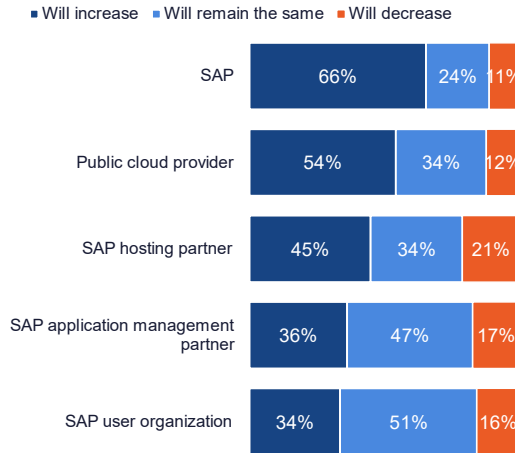 Will increase Will remain the same Will decrease
SAP 66% 24% 11%
Public cloud provider 54% 34% 12%
SAP hosting partner 45% 34% 21%
SAP application management
partner 36% 47% 17%
SAP user organization 34% 51% 16%